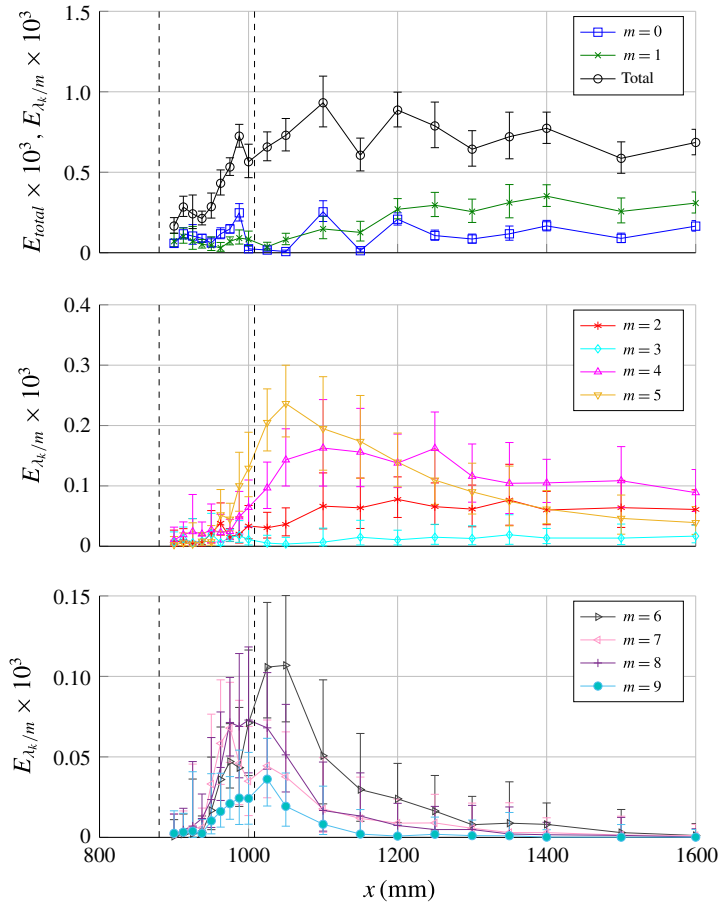 1.5
1.0
0.5
0
E_total × 10^3, E_λk/m × 10^3
m = 0
m = 1
Total
0.4
0.3
0.2
0.1
0
E_λk/m × 10^3
m = 2
m = 3
m = 4
m = 5
0.15
0.10
0.05
0
E_λk/m × 10^3
m = 6
m = 7
m = 8
m = 9
800 1000 1200 1400 1600
x (mm)